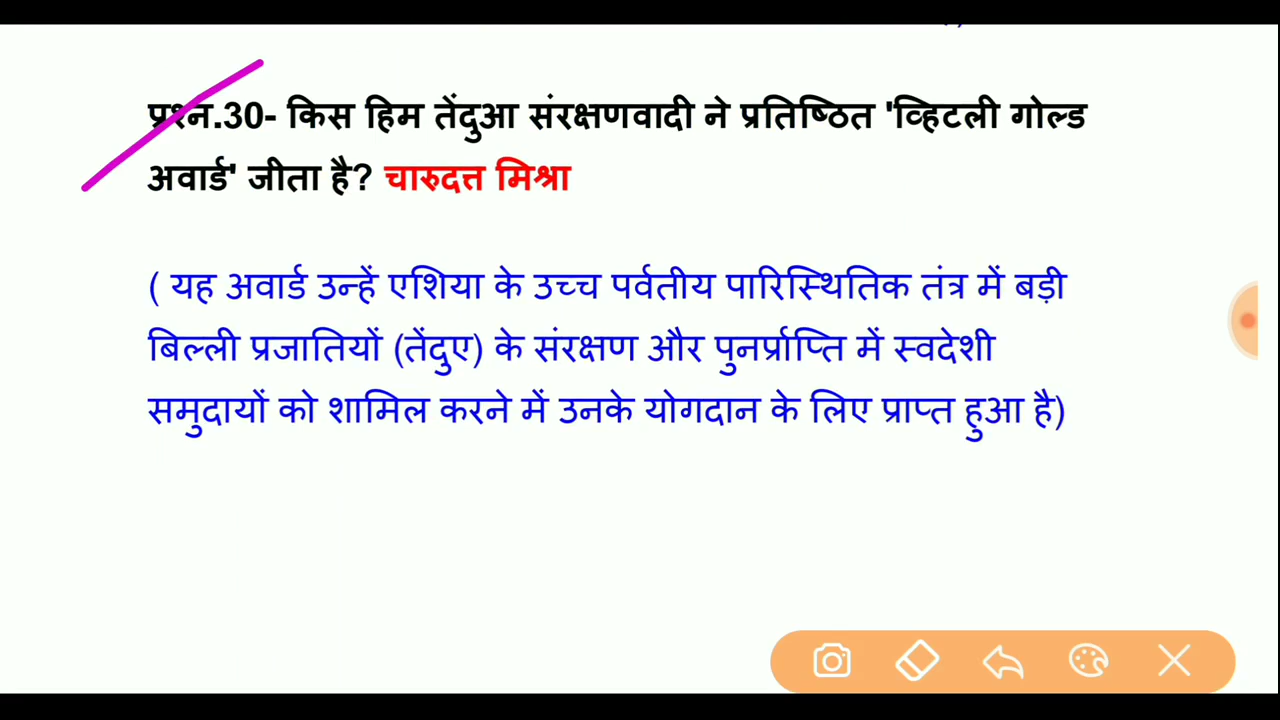 प्रश्न.30- किस हिम तेंदुआ संरक्षणवादी ने प्रतिष्ठित 'व्हिटली गोल्ड
अवार्ड' जीता है? चारुदत्त मिश्रा
( यह अवार्ड उन्हें एशिया के उच्च पर्वतीय पारिस्थितिक तंत्र में बड़ी
बिल्ली प्रजातियों (तेंदुए) के संरक्षण और पुनर्प्राप्ति में स्वदेशी
समुदायों को शामिल करने में उनके योगदान के लिए प्राप्त हुआ है)